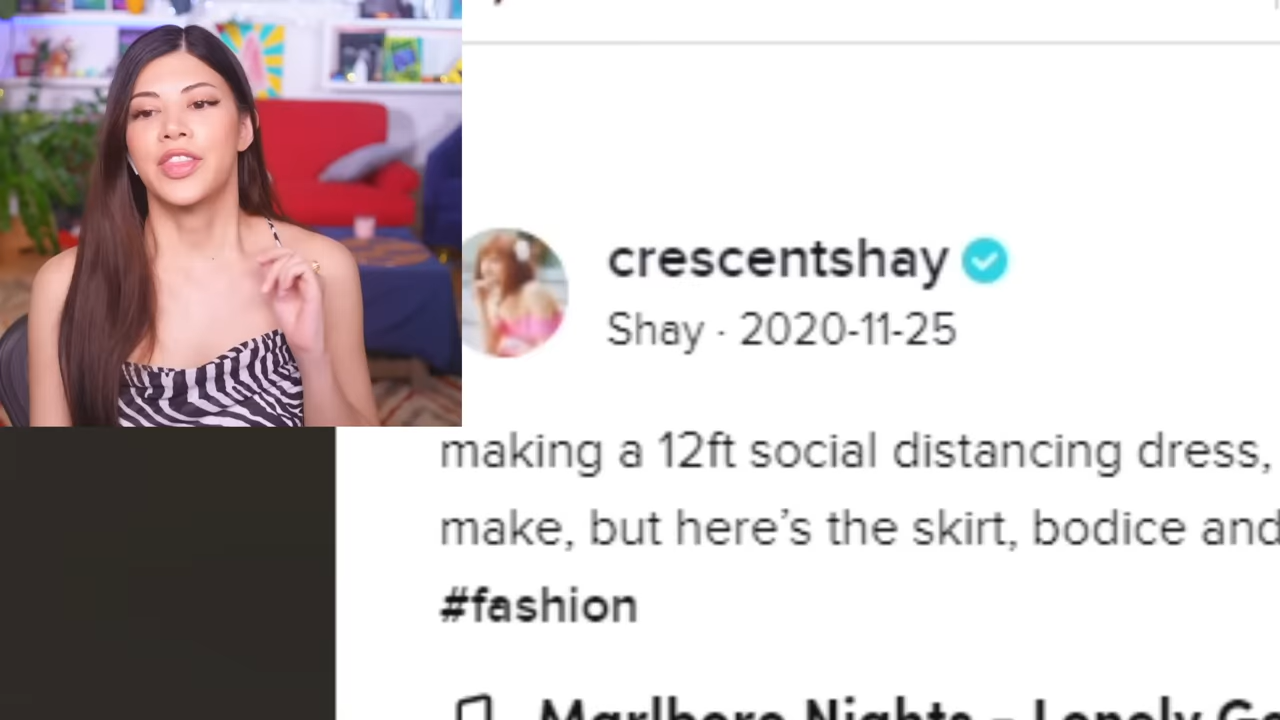 crescentshay
Shay · 2020-11-25
making a 12ft social distancing dress,
make, but here’s the skirt, bodice and
#fashion
Marlboro Nights - Lonely